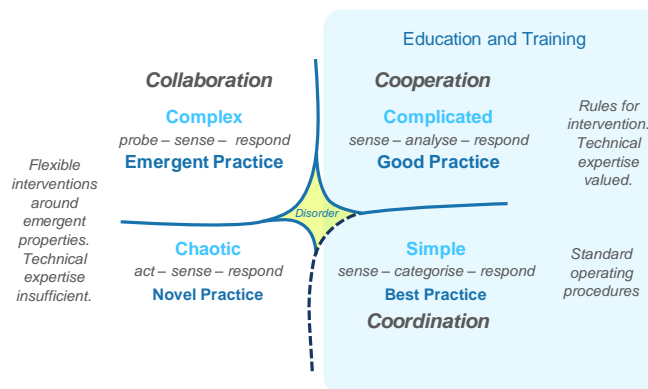 Education and Training
Collaboration
Complex
probe – sense – respond
Emergent Practice
Cooperation
Complicated
sense – analyse – respond
Good Practice
Rules for
intervention.
Technical
expertise
valued.
Flexible
interventions
around
emergent
properties.
Technical
expertise
insufficient.
Disorder
Chaotic
act – sense – respond
Novel Practice
Simple
sense – categorise – respond
Best Practice
Coordination
Standard
operating
procedures